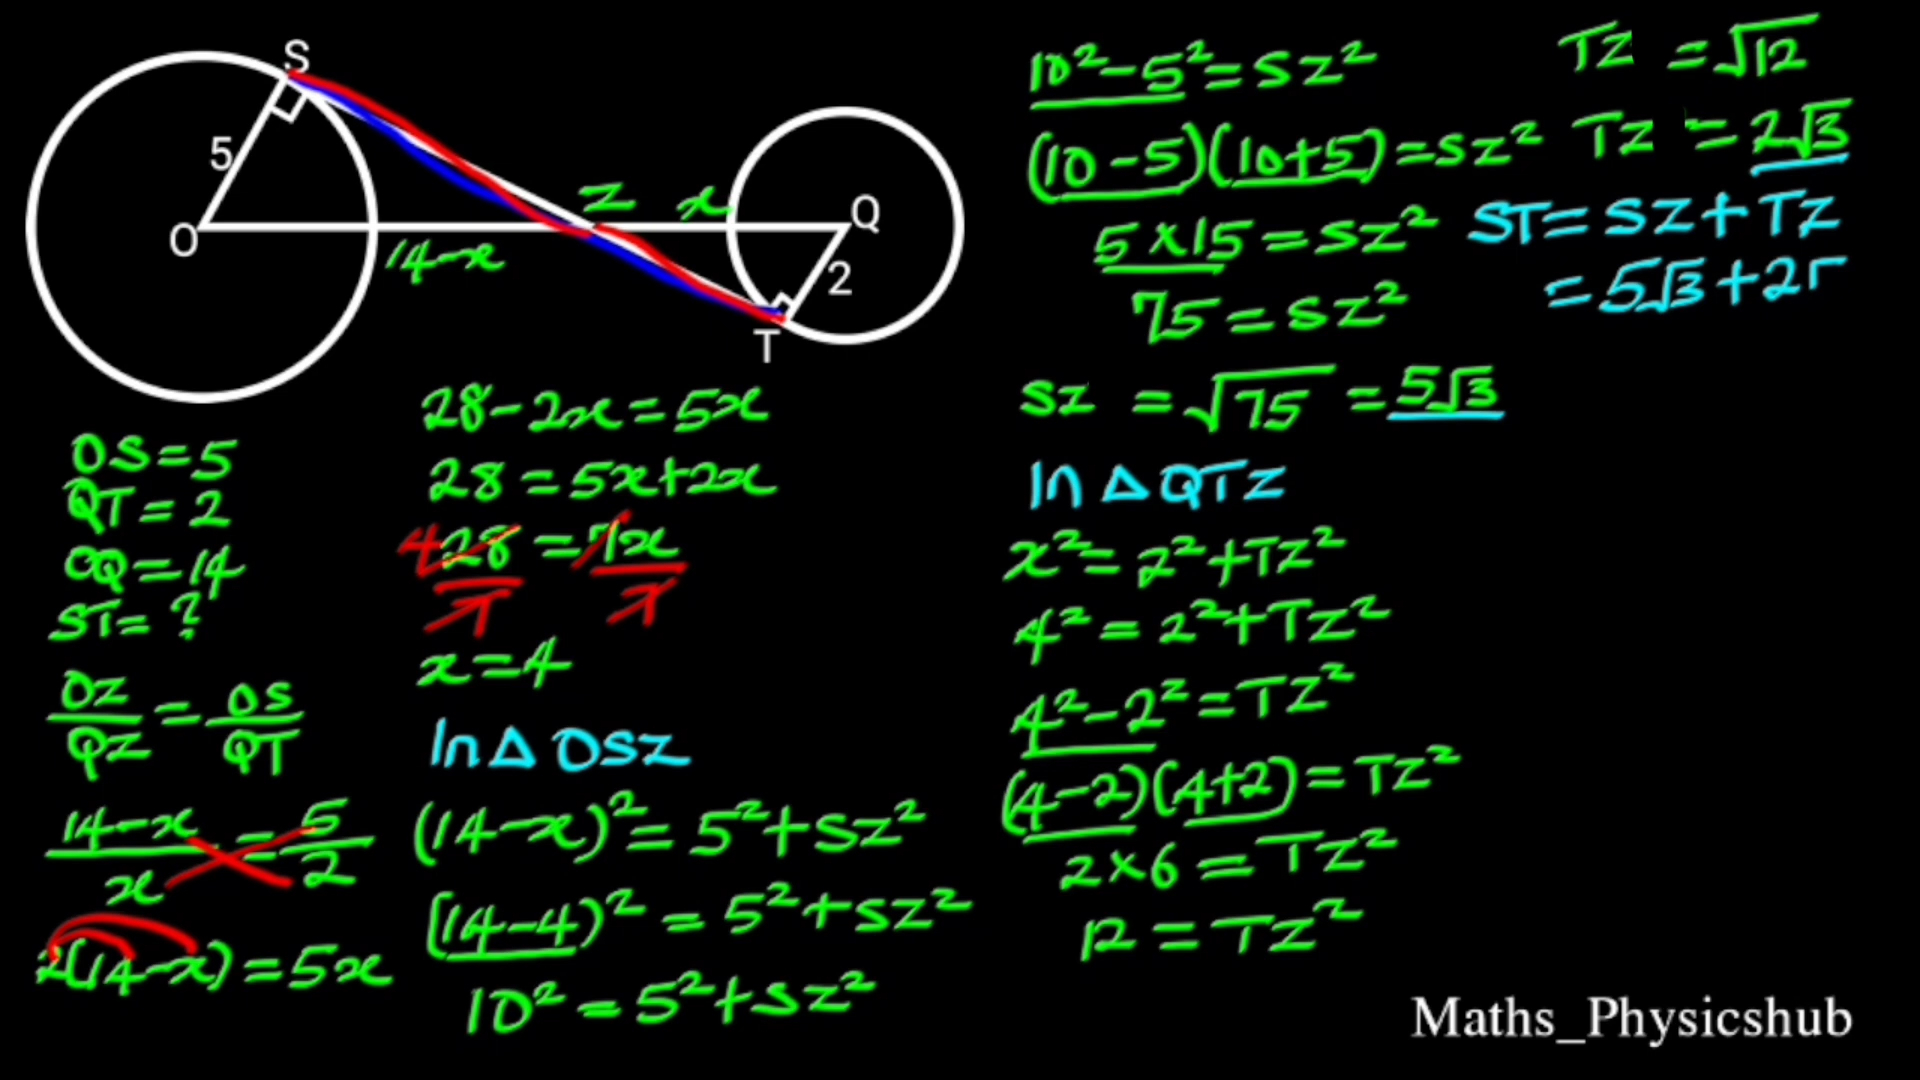 S
5
O
14-x
z
x
Q
2
T
OS=5
QT=2
OQ=14
ST=?
OZ/QZ=OS/QT
14-x/x=5/2
2(14-x)=5x
28-2x=5x
28=5x+2x
4 28/7=7x/7
x=4
In Δ OSZ
(14-x)²=5²+SZ²
(14-4)²=5²+SZ²
10²=5²+SZ²
10²-5²=SZ²
(10-5)(10+5)=SZ²
5×15=SZ²
75=SZ²
SZ=√75=5√3
In Δ QTZ
x²=2²+TZ²
4²=2²+TZ²
4²-2²=TZ²
(4-2)(4+2)=TZ²
2×6=TZ²
12=TZ²
TZ=√12
TZ=2√3
ST=SZ+TZ
=5√3+2√
Maths_Physicshub